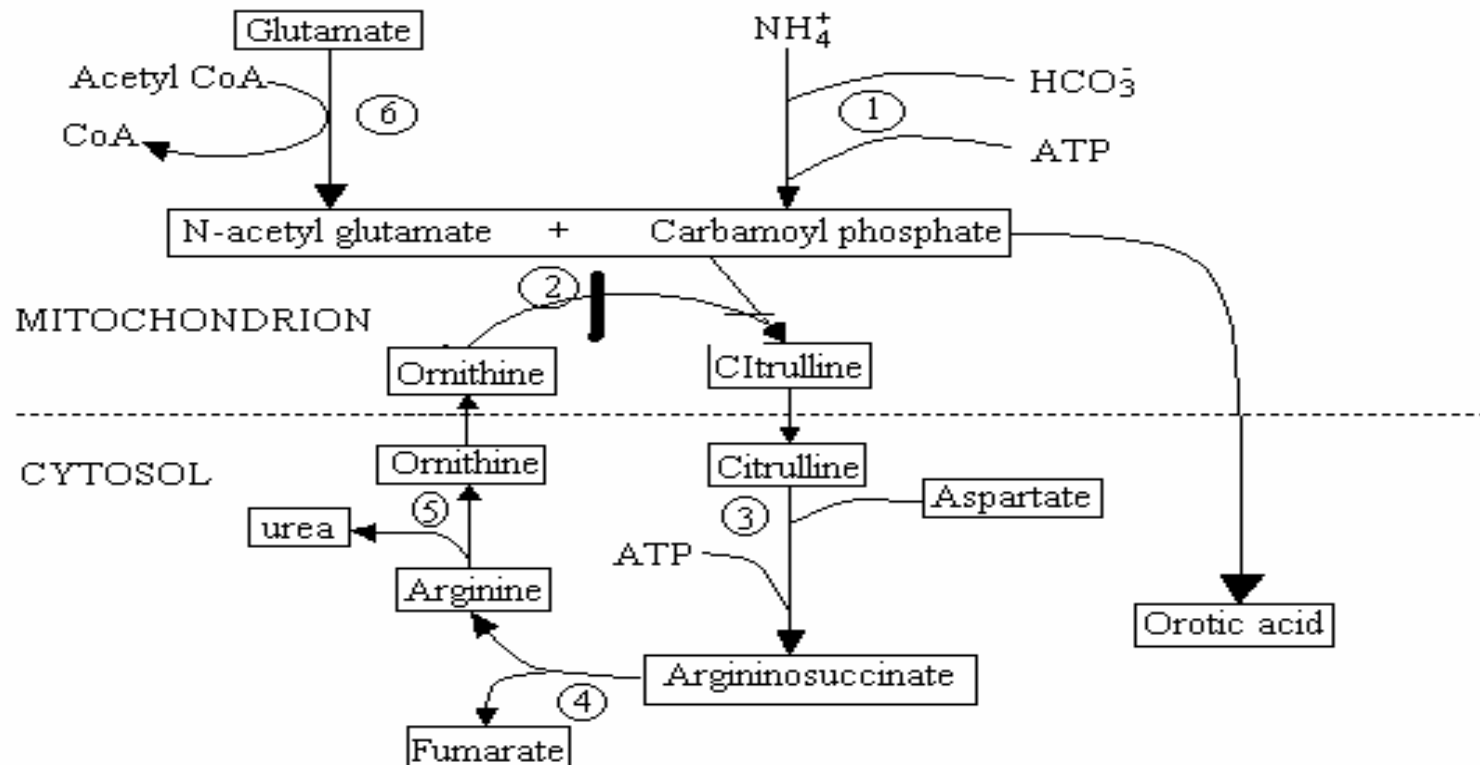 Glutamate
NH₄⁺
Acetyl CoA
HCO₃⁻
6
1
CoA
ATP
N-acetyl glutamate + Carbamoyl phosphate
2
MITOCHONDRION
Ornithine
CItrulline
Ornithine
Citrulline
CYTOSOL
Aspartate
5
3
urea
ATP
Arginine
Orotic acid
Argininosuccinate
4
Fumarate